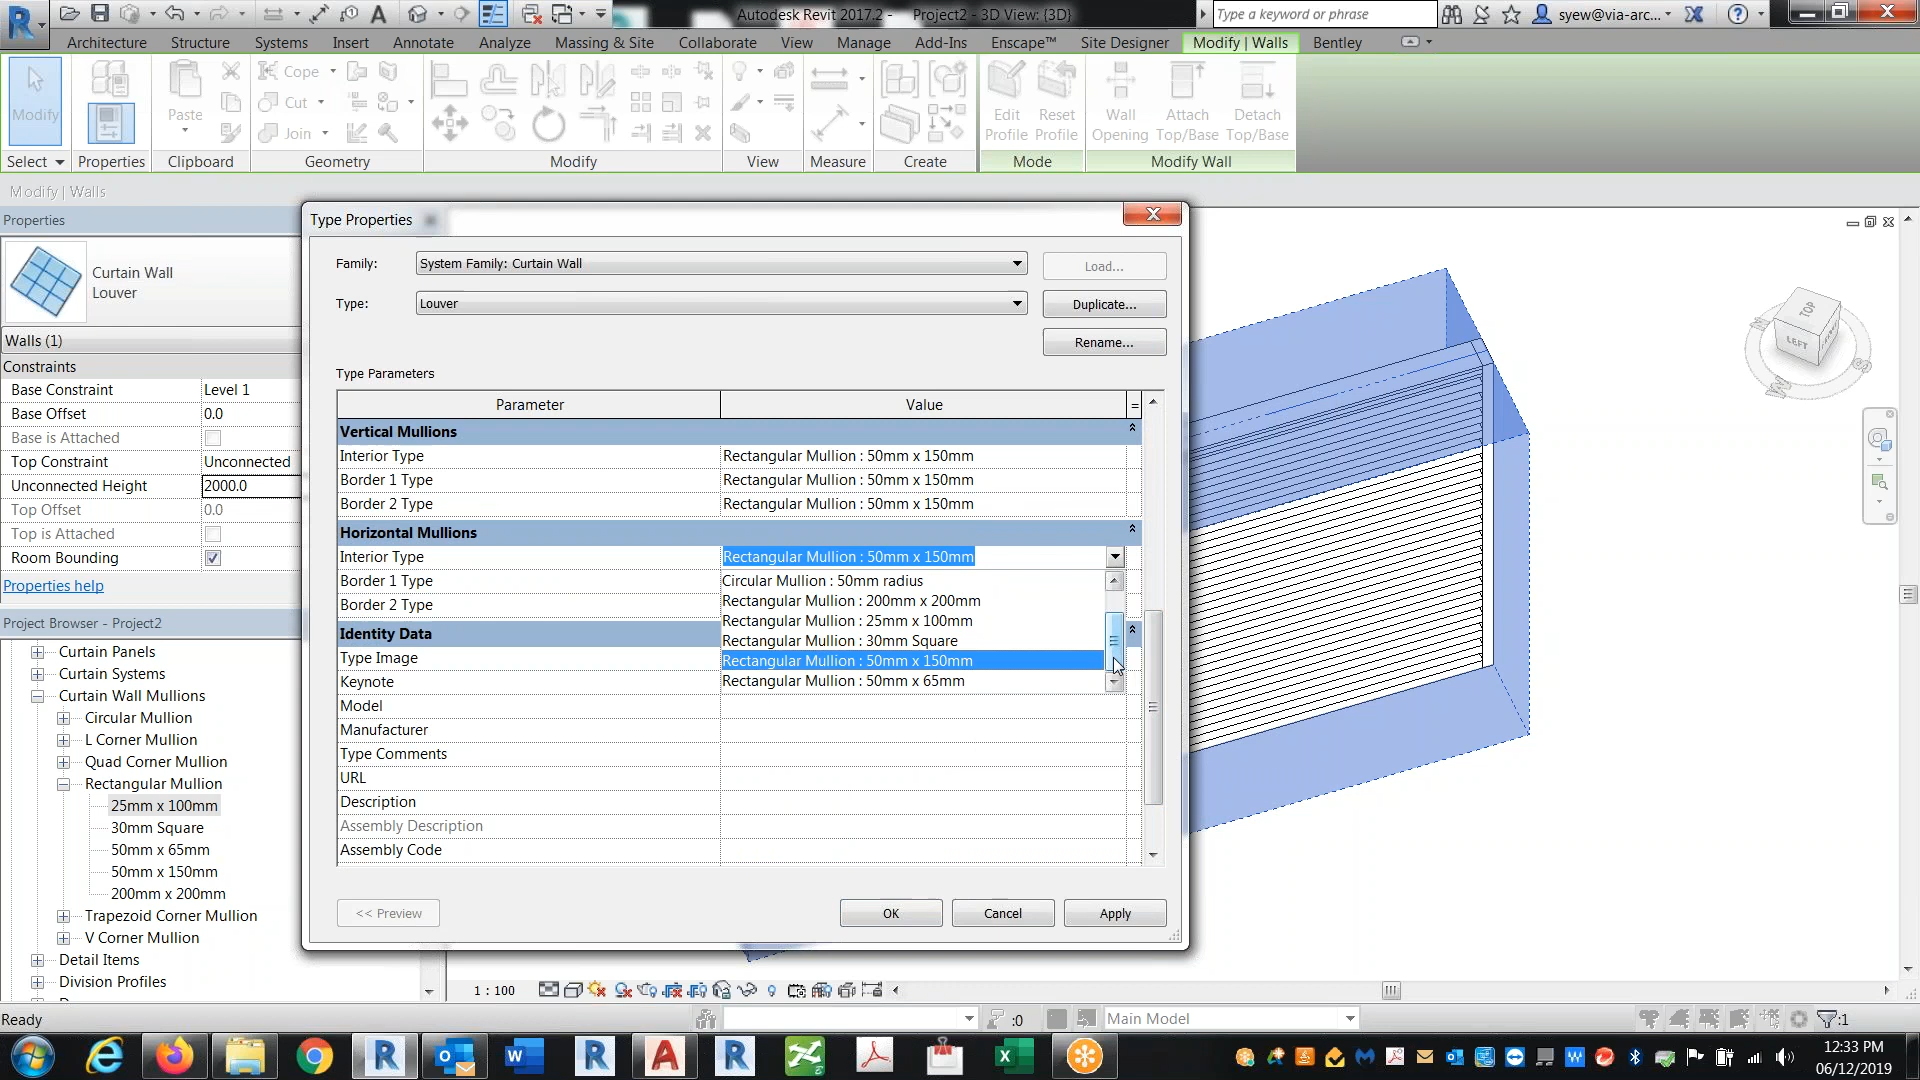 Autodesk Revit 2017.2 - Project2 - 3D View: {3D}
Type a keyword or phrase
syew@via-arc...
Architecture Structure Systems Insert Annotate Analyze Massing & Site Collaborate View Manage Add-Ins Enscape™ Site Designer Modify | Walls Bentley
Modify
Paste
Cope
Cut
Join
Edit Profile
Reset Profile
Wall Opening
Attach Top/Base
Detach Top/Base
Select Properties Clipboard Geometry Modify View Measure Create Mode Modify Wall
Modify | Walls
Properties
Curtain Wall
Louver
Walls (1)
Constraints
Base Constraint Level 1
Base Offset 0.0
Base is Attached
Top Constraint Unconnected
Unconnected Height 2000.0
Top Offset 0.0
Top is Attached
Room Bounding
Properties help
Project Browser - Project2
Curtain Panels
Curtain Systems
Curtain Wall Mullions
Circular Mullion
L Corner Mullion
Quad Corner Mullion
Rectangular Mullion
25mm x 100mm
30mm Square
50mm x 65mm
50mm x 150mm
200mm x 200mm
Trapezoid Corner Mullion
V Corner Mullion
Detail Items
Division Profiles
Type Properties
Family: System Family: Curtain Wall Load...
Type: Louver Duplicate...
Rename...
Type Parameters
Parameter Value =
Vertical Mullions
Interior Type Rectangular Mullion : 50mm x 150mm
Border 1 Type Rectangular Mullion : 50mm x 150mm
Border 2 Type Rectangular Mullion : 50mm x 150mm
Horizontal Mullions
Interior Type Rectangular Mullion : 50mm x 150mm
Border 1 Type
Border 2 Type
Identity Data
Type Image
Keynote
Model
Manufacturer
Type Comments
URL
Description
Assembly Description
Assembly Code
Circular Mullion : 50mm radius
Rectangular Mullion : 200mm x 200mm
Rectangular Mullion : 25mm x 100mm
Rectangular Mullion : 30mm Square
Rectangular Mullion : 50mm x 150mm
Rectangular Mullion : 50mm x 65mm
<< Preview OK Cancel Apply
TOP
LEFT
1 : 100
Ready
:0
Main Model
:1
12:33 PM
06/12/2019